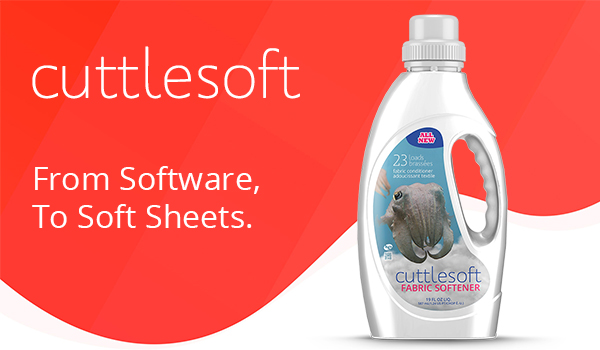 cuttlesoft
From Software,
To Soft Sheets.
ALL
NEW
23 loads
brassées
fabric conditioner
adoucissant textile
cuttlesoft
FABRIC SOFTENER